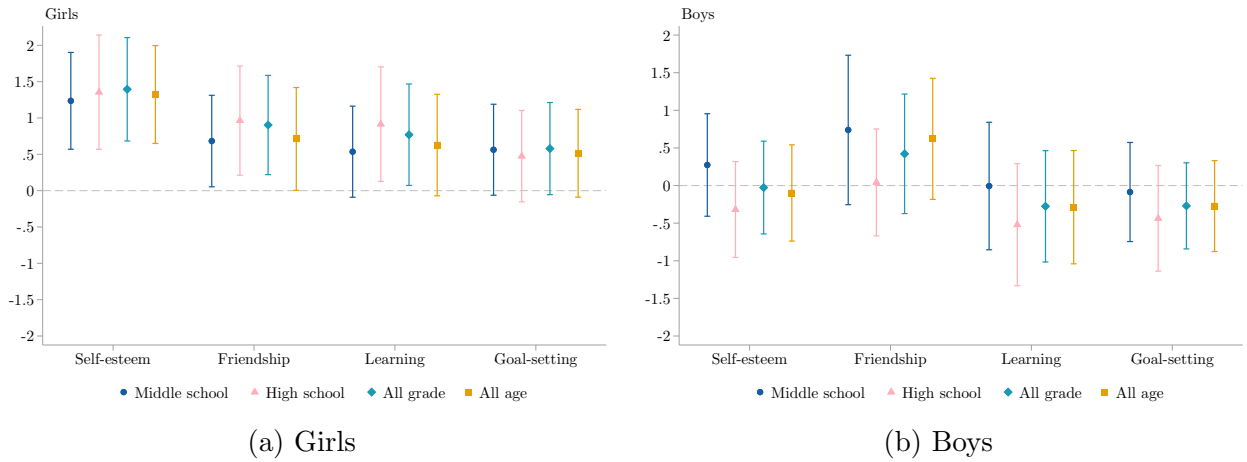 Girls
2
1.5
1
.5
0
-.5
-1
-1.5
-2
Self-esteem Friendship Learning Goal-setting
Middle school High school All grade All age
(a) Girls
Boys
2
1.5
1
.5
0
-.5
-1
-1.5
-2
Self-esteem Friendship Learning Goal-setting
Middle school High school All grade All age
(b) Boys